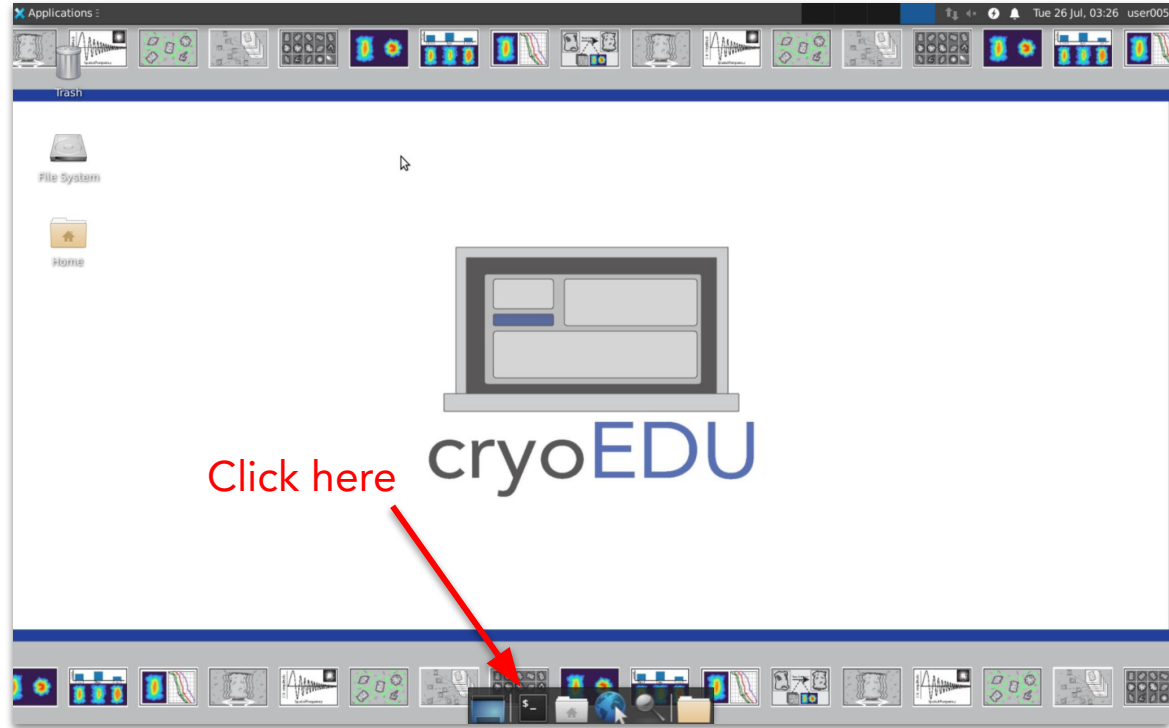 Applications
Tue 26 Jul, 03:26 user005
Trash
File System
Home
cryoEDU
Click here
$_